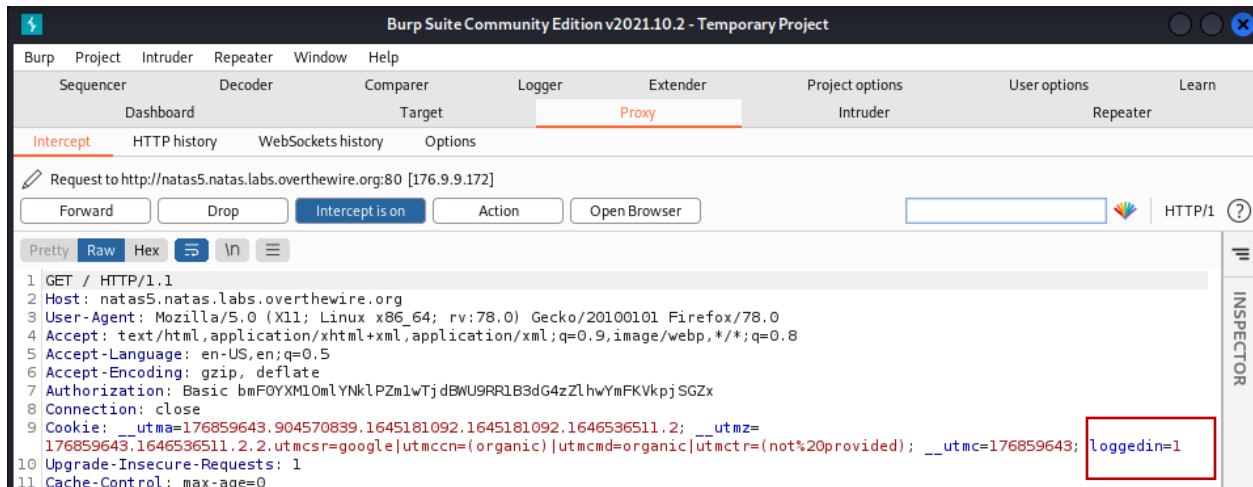 Burp Suite Community Edition v2021.10.2 - Temporary Project
Burp Project Intruder Repeater Window Help
Sequencer Decoder Comparer Logger Extender Project options User options Learn
Dashboard Target Proxy Intruder Repeater
Intercept HTTP history WebSockets history Options
Request to http://natas5.natas.labs.overthewire.org:80 [176.9.9.172]
Forward Drop Intercept is on Action Open Browser HTTP/1 ?
Pretty Raw Hex \n
INSPECTOR
1 GET / HTTP/1.1
2 Host: natas5.natas.labs.overthewire.org
3 User-Agent: Mozilla/5.0 (X11; Linux x86_64; rv:78.0) Gecko/20100101 Firefox/78.0
4 Accept: text/html,application/xhtml+xml,application/xml;q=0.9,image/webp,*/*;q=0.8
5 Accept-Language: en-US,en;q=0.5
6 Accept-Encoding: gzip, deflate
7 Authorization: Basic
8 Connection: close
9 Cookie: __utma=176859643.904570839.1645181092.1645181092.1646536511.2; __utmz=
176859643.1646536511.2.2.utmcsr=google|utmccn=(organic)|utmcmd=organic|utmctr=(not%20provided); __utmc=176859643; loggedin=1
10 Upgrade-Insecure-Requests: 1
11 Cache-Control: max-age=0